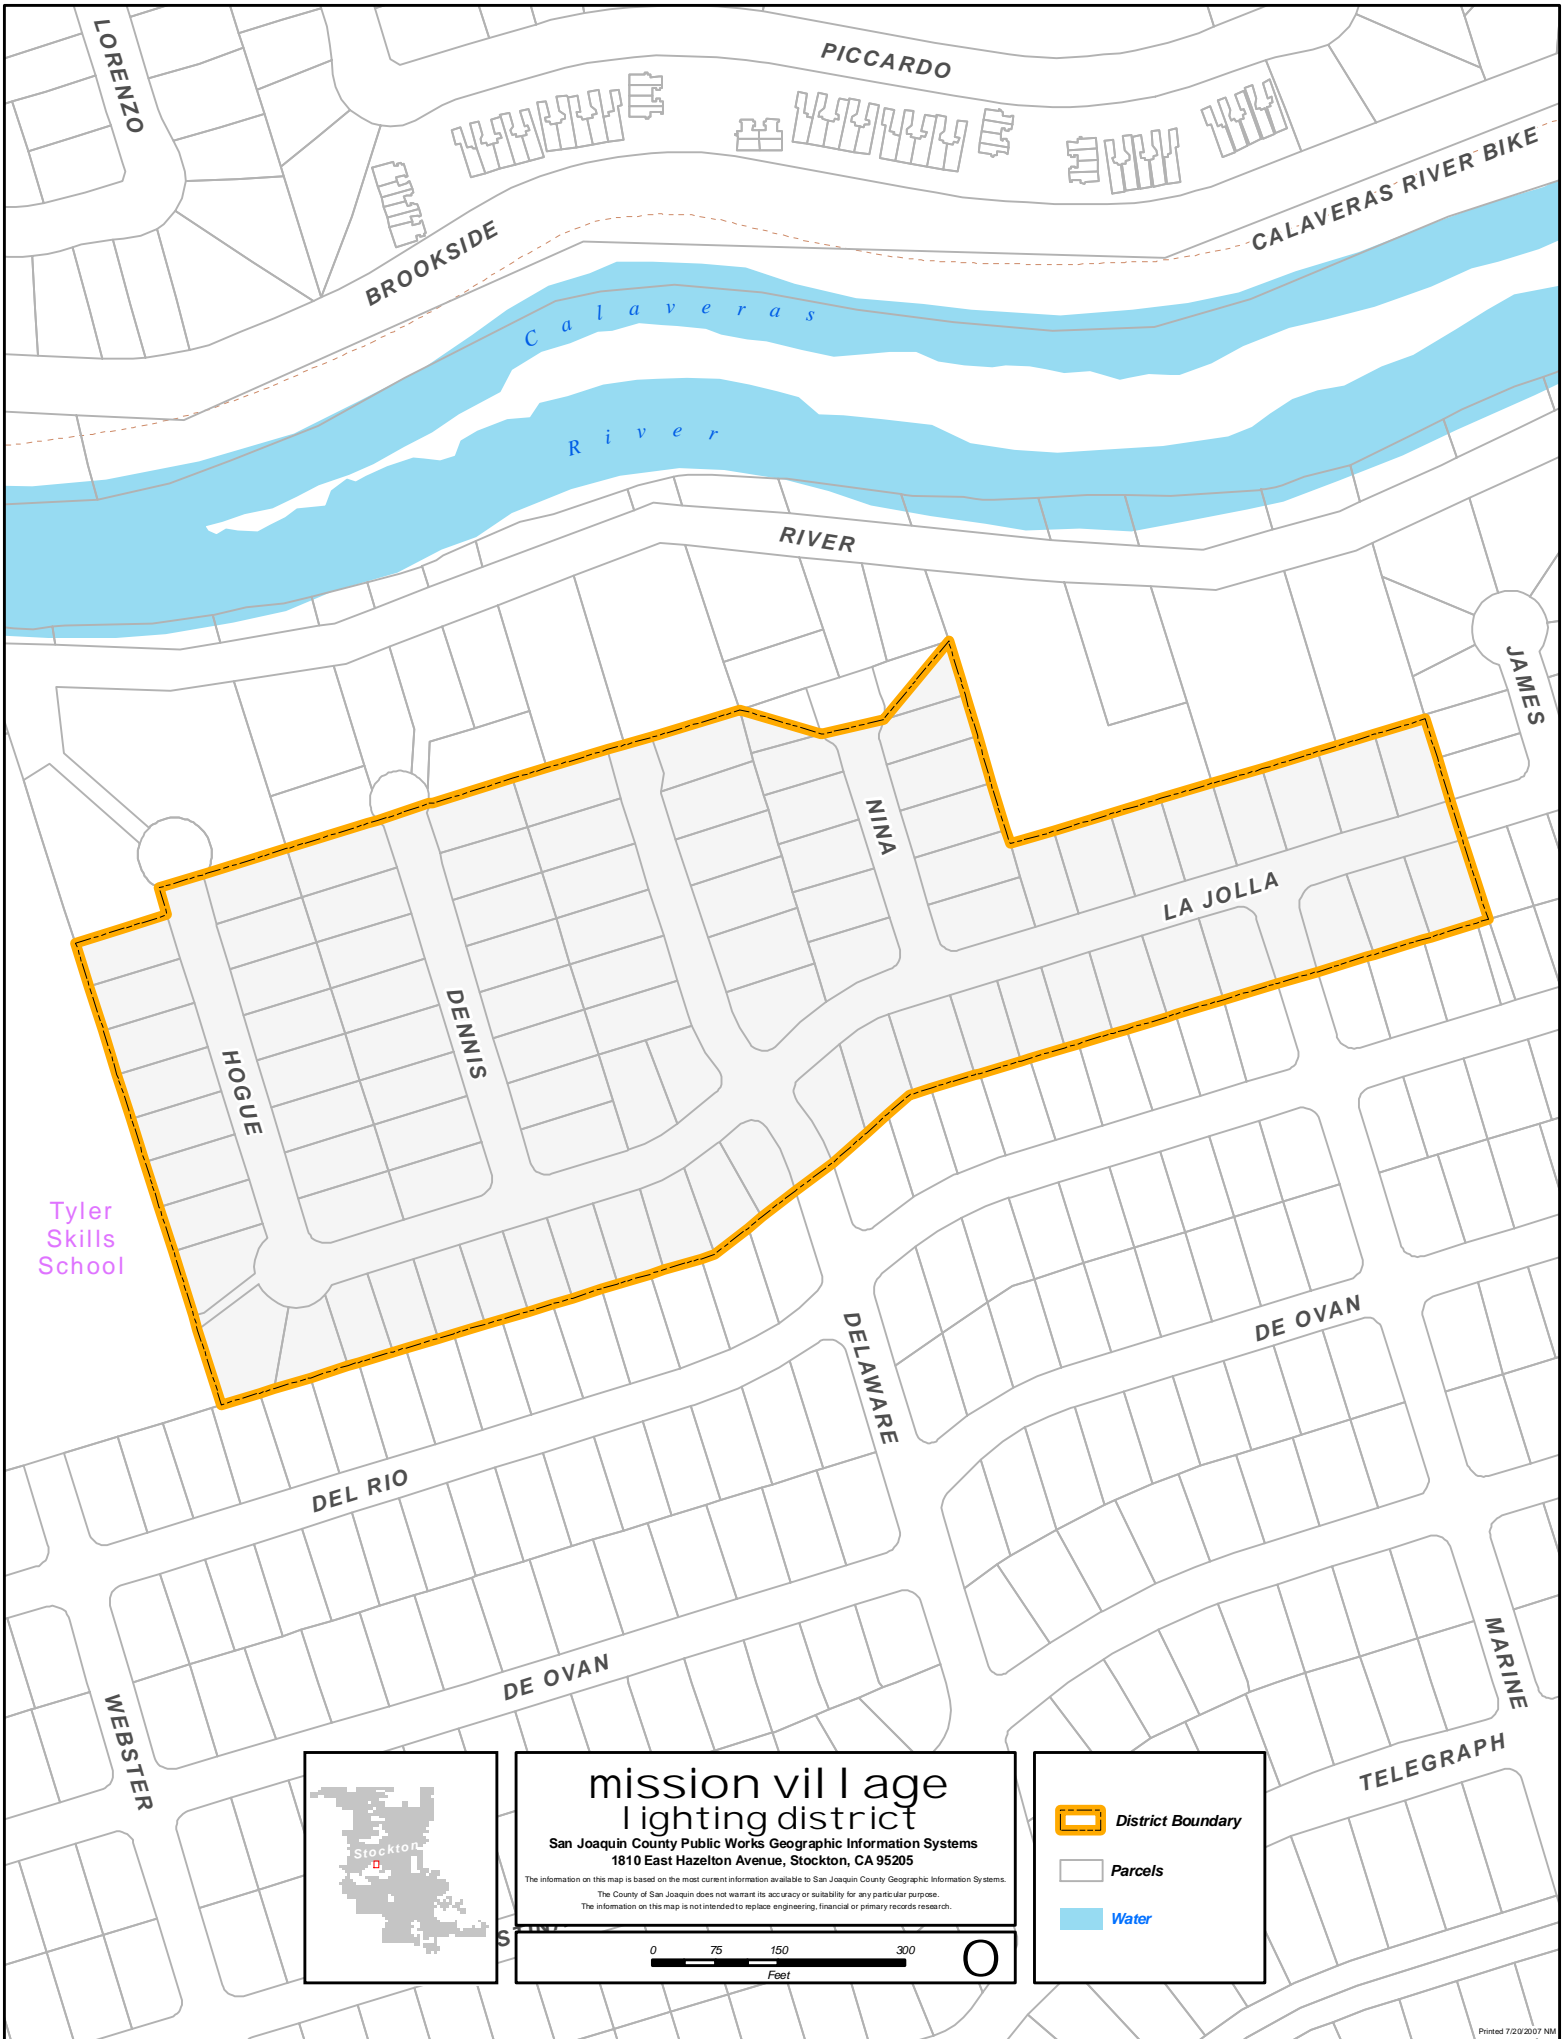 LORENZO
PICCARDO
CALAVERAS RIVER BIKE
BROOKSIDE
Calaveras
River
RIVER
JAMES
NINA
LA JOLLA
DENNIS
HOGUE
Tyler
Skills
School
DELAWARE
DE OVAN
DEL RIO
DE OVAN
MARINE
WEBSTER
TELEGRAPH
Stockton
mission village
lighting district
San Joaquin County Public Works Geographic Information Systems
1810 East Hazelton Avenue, Stockton, CA 95205
The information on this map is based on the most current information available to San Joaquin County Geographic Information Systems.
The County of San Joaquin does not warrant its accuracy or suitability for any particular purpose.
The information on this map is not intended to replace engineering, financial or primary records research.
0 75 150 300
Feet
O
District Boundary
Parcels
Water
Printed 7/20/2007 NM